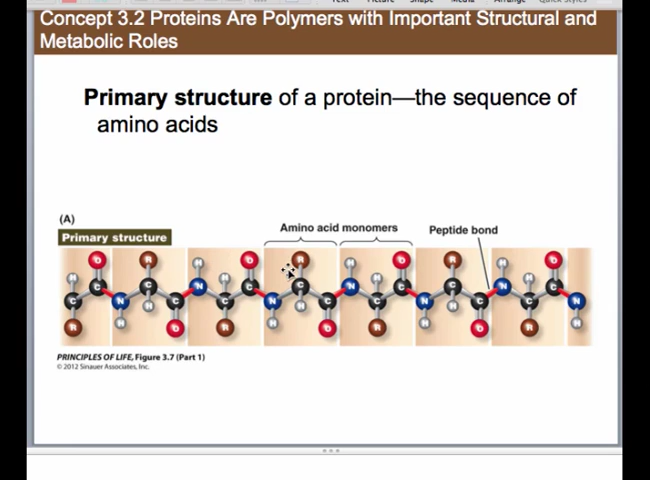 Concept 3.2 Proteins Are Polymers with Important Structural and
Metabolic Roles
Primary structure of a protein—the sequence of
amino acids
(A)
Primary structure
Amino acid monomers
Peptide bond
O R H O R H O R H
H C H C H C H C
C N C N C N C N C N C N C N
R H O R H O R H O R H
PRINCIPLES OF LIFE, Figure 3.7 (Part 1)
© 2012 Sinauer Associates, Inc.